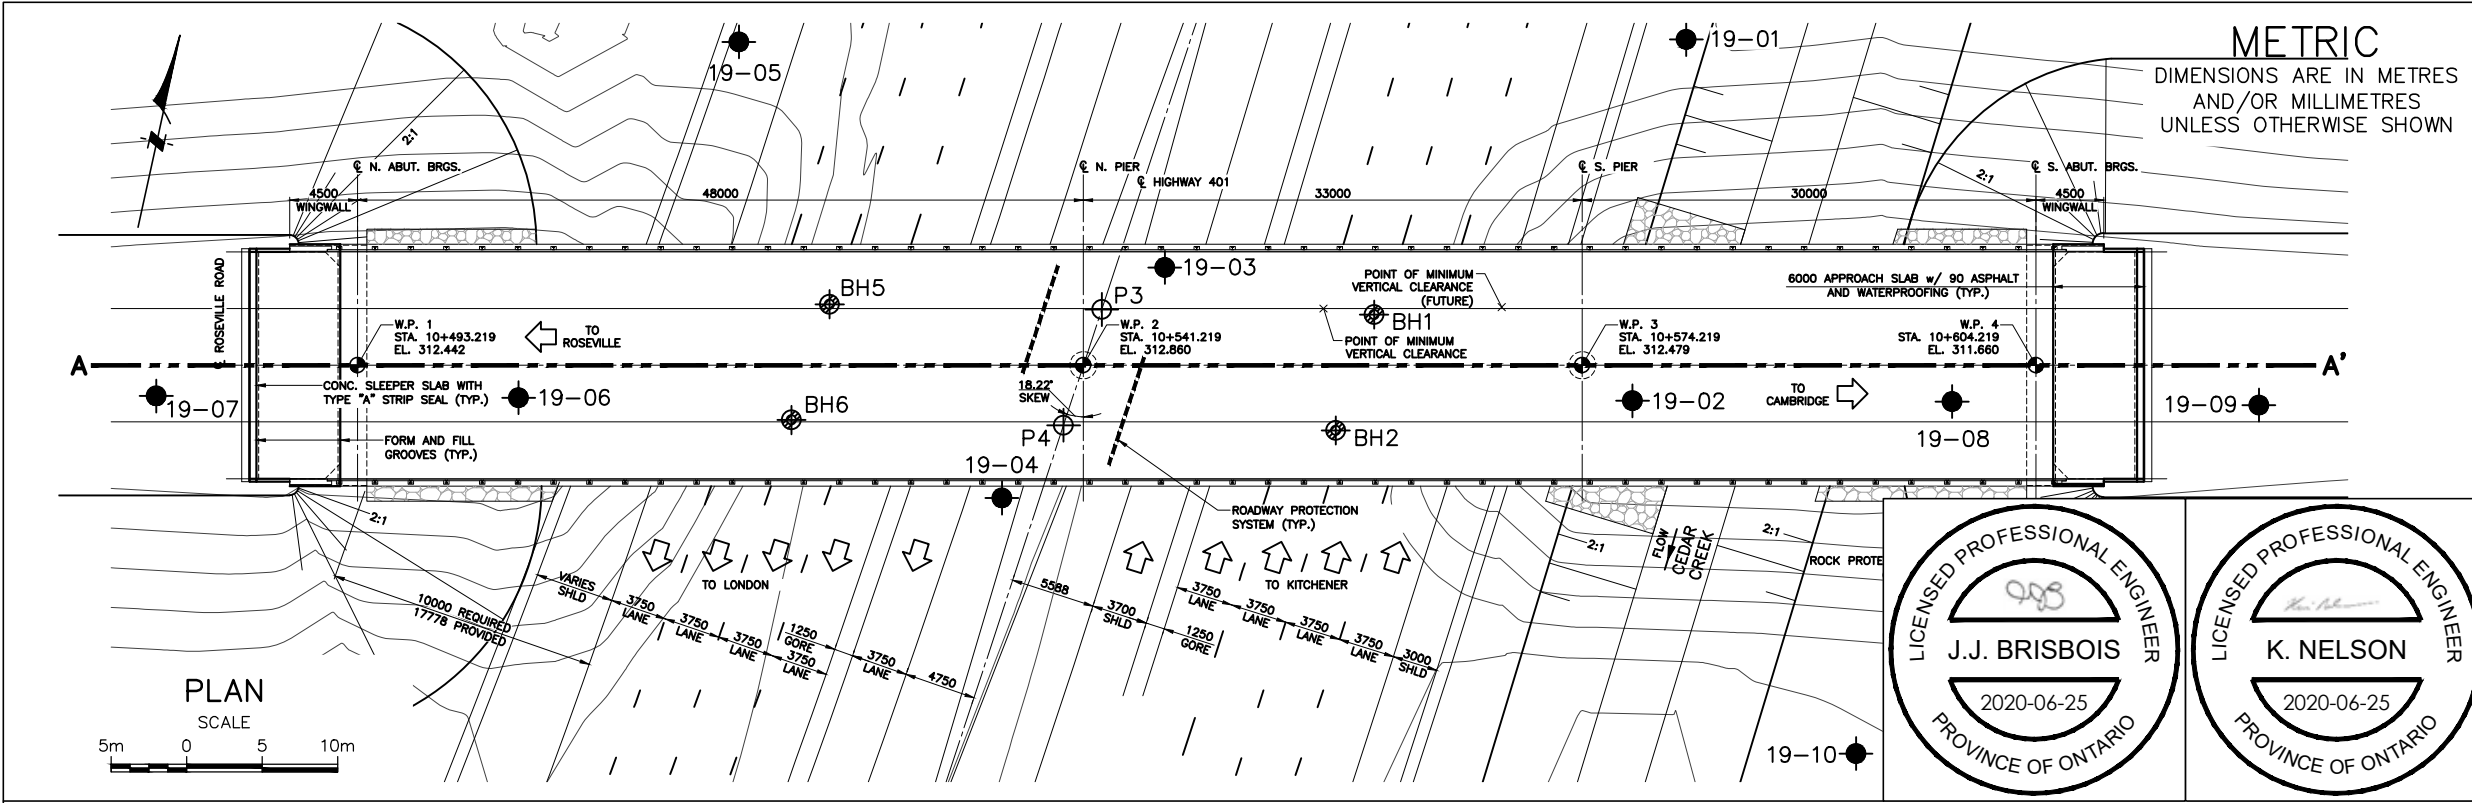 METRIC
DIMENSIONS ARE IN METRES
AND/OR MILLIMETRES
UNLESS OTHERWISE SHOWN
19-05
19-01
2:1
℄ N. ABUT. BRGS.
℄ N. PIER
℄ HIGHWAY 401
℄ S. PIER
℄ S. ABUT. BRGS.
2:1
4500
WINGWALL
48000
33000
30000
4500
WINGWALL
19-03
℄ ROSEVILLE ROAD
BH5
P3
POINT OF MINIMUM
VERTICAL CLEARANCE
(FUTURE)
BH1
6000 APPROACH SLAB w/ 90 ASPHALT
AND WATERPROOFING (TYP.)
W.P. 1
STA. 10+493.219
EL. 312.442
TO
ROSEVILLE
W.P. 2
STA. 10+541.219
EL. 312.860
POINT OF MINIMUM
VERTICAL CLEARANCE
W.P. 3
STA. 10+574.219
EL. 312.479
W.P. 4
STA. 10+604.219
EL. 311.660
A
A'
19-07
CONC. SLEEPER SLAB WITH
TYPE "A" STRIP SEAL (TYP.)
19-06
BH6
18.22°
SKEW
P4
BH2
19-02
TO
CAMBRIDGE
19-08
19-09
FORM AND FILL
GROOVES (TYP.)
19-04
ROADWAY PROTECTION
SYSTEM (TYP.)
2:1
2:1
FLOW
CEDAR
CREEK
2:1
ROCK PROTE
TO LONDON
TO KITCHENER
10000 REQUIRED
17778 PROVIDED
VARIES
SHLD
3750
LANE
3750
LANE
3750
LANE
3750
LANE
1250
GORE
3750
LANE
4750
5588
3700
SHLD
1250
GORE
3750
LANE
3750
LANE
3750
LANE
3750
LANE
3000
SHLD
19-10
PLAN
SCALE
5m 0 5 10m
LICENSED PROFESSIONAL ENGINEER
J.J. BRISBOIS
2020-06-25
PROVINCE OF ONTARIO
LICENSED PROFESSIONAL ENGINEER
K. NELSON
2020-06-25
PROVINCE OF ONTARIO